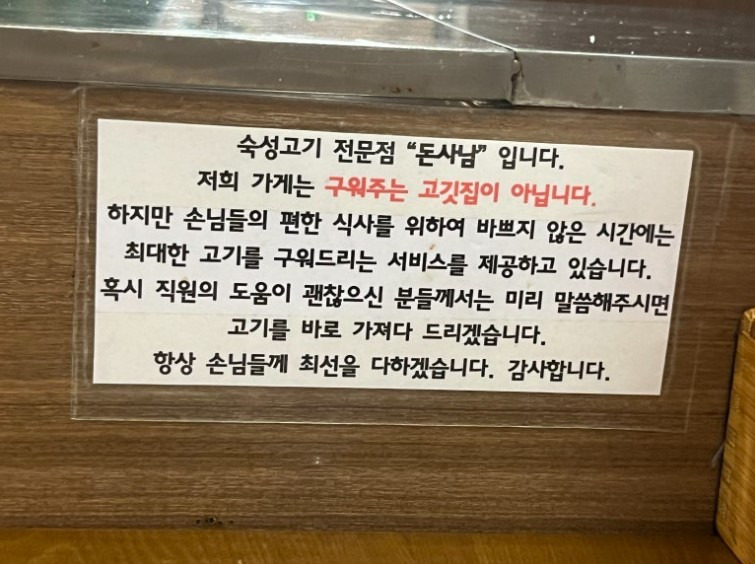 숙성고기 전문점 “돈사남” 입니다.
저희 가게는 구워주는 고깃집이 아닙니다.
하지만 손님들의 편한 식사를 위하여 바쁘지 않은 시간에는
최대한 고기를 구워드리는 서비스를 제공하고 있습니다.
혹시 직원의 도움이 괜찮으신 분들께서는 미리 말씀해주시면
고기를 바로 가져다 드리겠습니다.
항상 손님들께 최선을 다하겠습니다. 감사합니다.